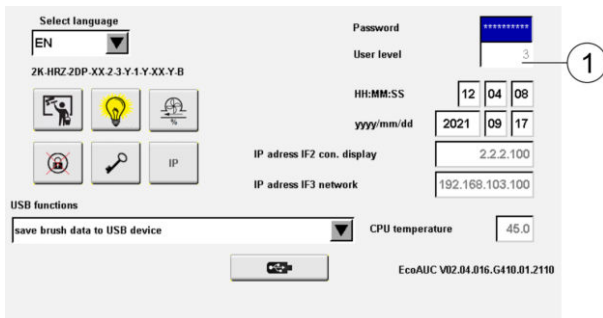 Select language
EN
2K-HRZ-2DP-XX-2-3-Y-1-Y-XX-Y-B
%
IP
Password
**********
User level 3
1
HH:MM:SS 12 04 08
yyyy/mm/dd 2021 09 17
IP adress IF2 con. display 2.2.2.100
IP adress IF3 network 192.168.103.100
USB functions
save brush data to USB device
CPU temperature 45.0
EcoAUC V02.04.016.G410.01.2110